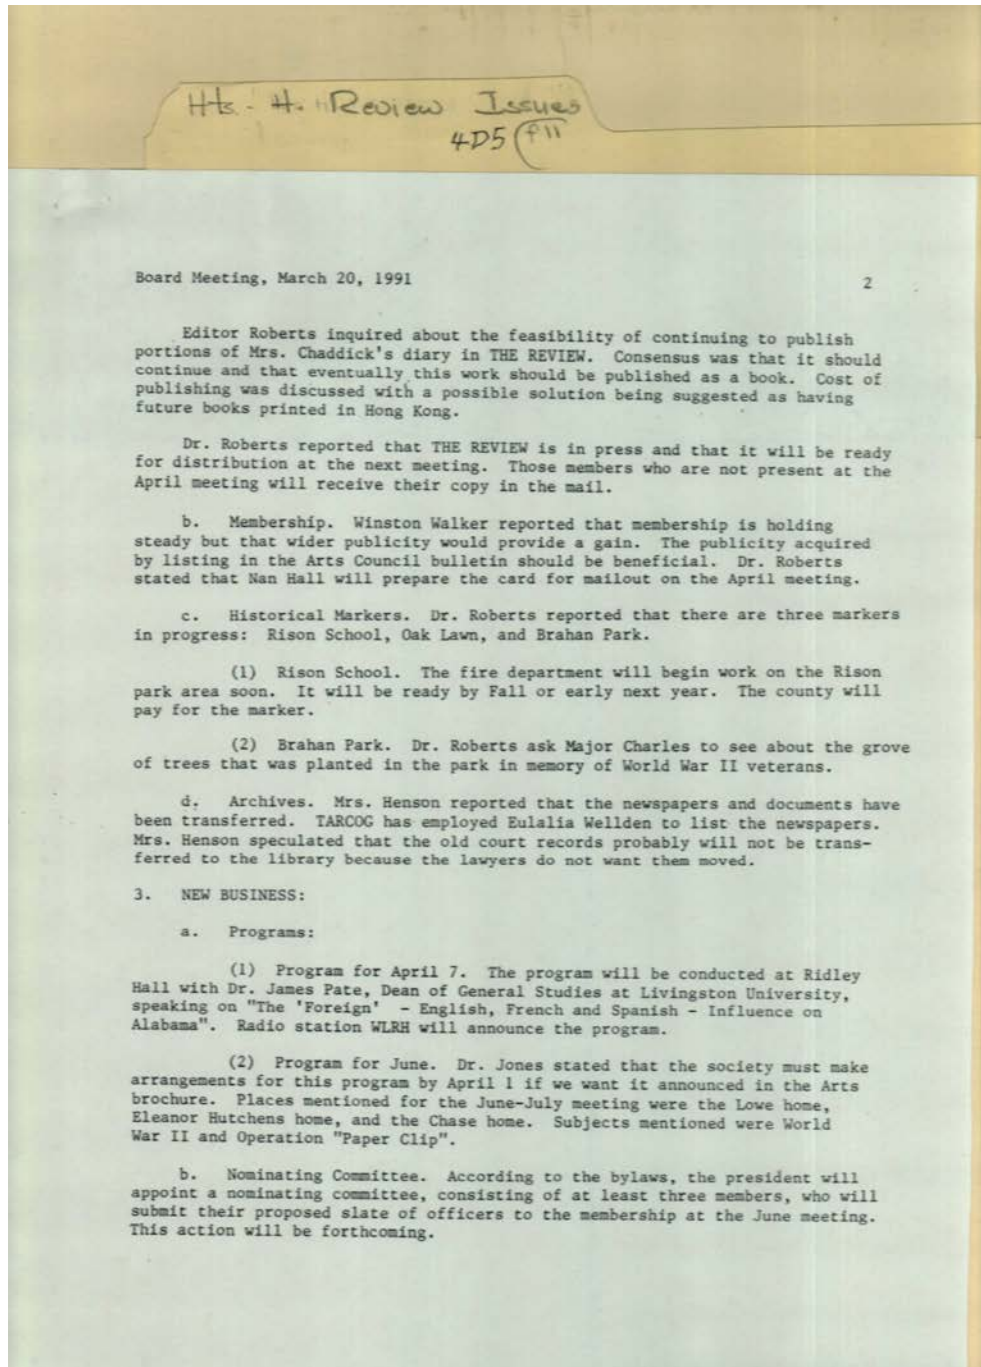 Hts. H. Review Issues
4D5 (f11
Board Meeting, March 20, 1991
2
Editor Roberts inquired about the feasibility of continuing to publish
portions of Mrs. Chaddick's diary in THE REVIEW. Consensus was that it should
continue and that eventually this work should be published as a book. Cost of
publishing was discussed with a possible solution being suggested as having
future books printed in Hong Kong.
Dr. Roberts reported that THE REVIEW is in press and that it will be ready
for distribution at the next meeting. Those members who are not present at the
April meeting will receive their copy in the mail.
b. Membership. Winston Walker reported that membership is holding
steady but that wider publicity would provide a gain. The publicity acquired
by listing in the Arts Council bulletin should be beneficial. Dr. Roberts
stated that Nan Hall will prepare the card for mailout on the April meeting.
c. Historical Markers. Dr. Roberts reported that there are three markers
in progress: Rison School, Oak Lawn, and Brahan Park.
(1) Rison School. The fire department will begin work on the Rison
park area soon. It will be ready by Fall or early next year. The county will
pay for the marker.
(2) Brahan Park. Dr. Roberts ask Major Charles to see about the grove
of trees that was planted in the park in memory of World War II veterans.
d. Archives. Mrs. Henson reported that the newspapers and documents have
been transferred. TARCOG has employed Eulalia Wellden to list the newspapers.
Mrs. Henson speculated that the old court records probably will not be trans-
ferred to the library because the lawyers do not want them moved.
3. NEW BUSINESS:
a. Programs:
(1) Program for April 7. The program will be conducted at Ridley
Hall with Dr. James Pate, Dean of General Studies at Livingston University,
speaking on "The 'Foreign' - English, French and Spanish - Influence on
Alabama". Radio station WLRH will announce the program.
(2) Program for June. Dr. Jones stated that the society must make
arrangements for this program by April 1 if we want it announced in the Arts
brochure. Places mentioned for the June-July meeting were the Lowe home,
Eleanor Hutchens home, and the Chase home. Subjects mentioned were World
War II and Operation "Paper Clip".
b. Nominating Committee. According to the bylaws, the president will
appoint a nominating committee, consisting of at least three members, who will
submit their proposed slate of officers to the membership at the June meeting.
This action will be forthcoming.